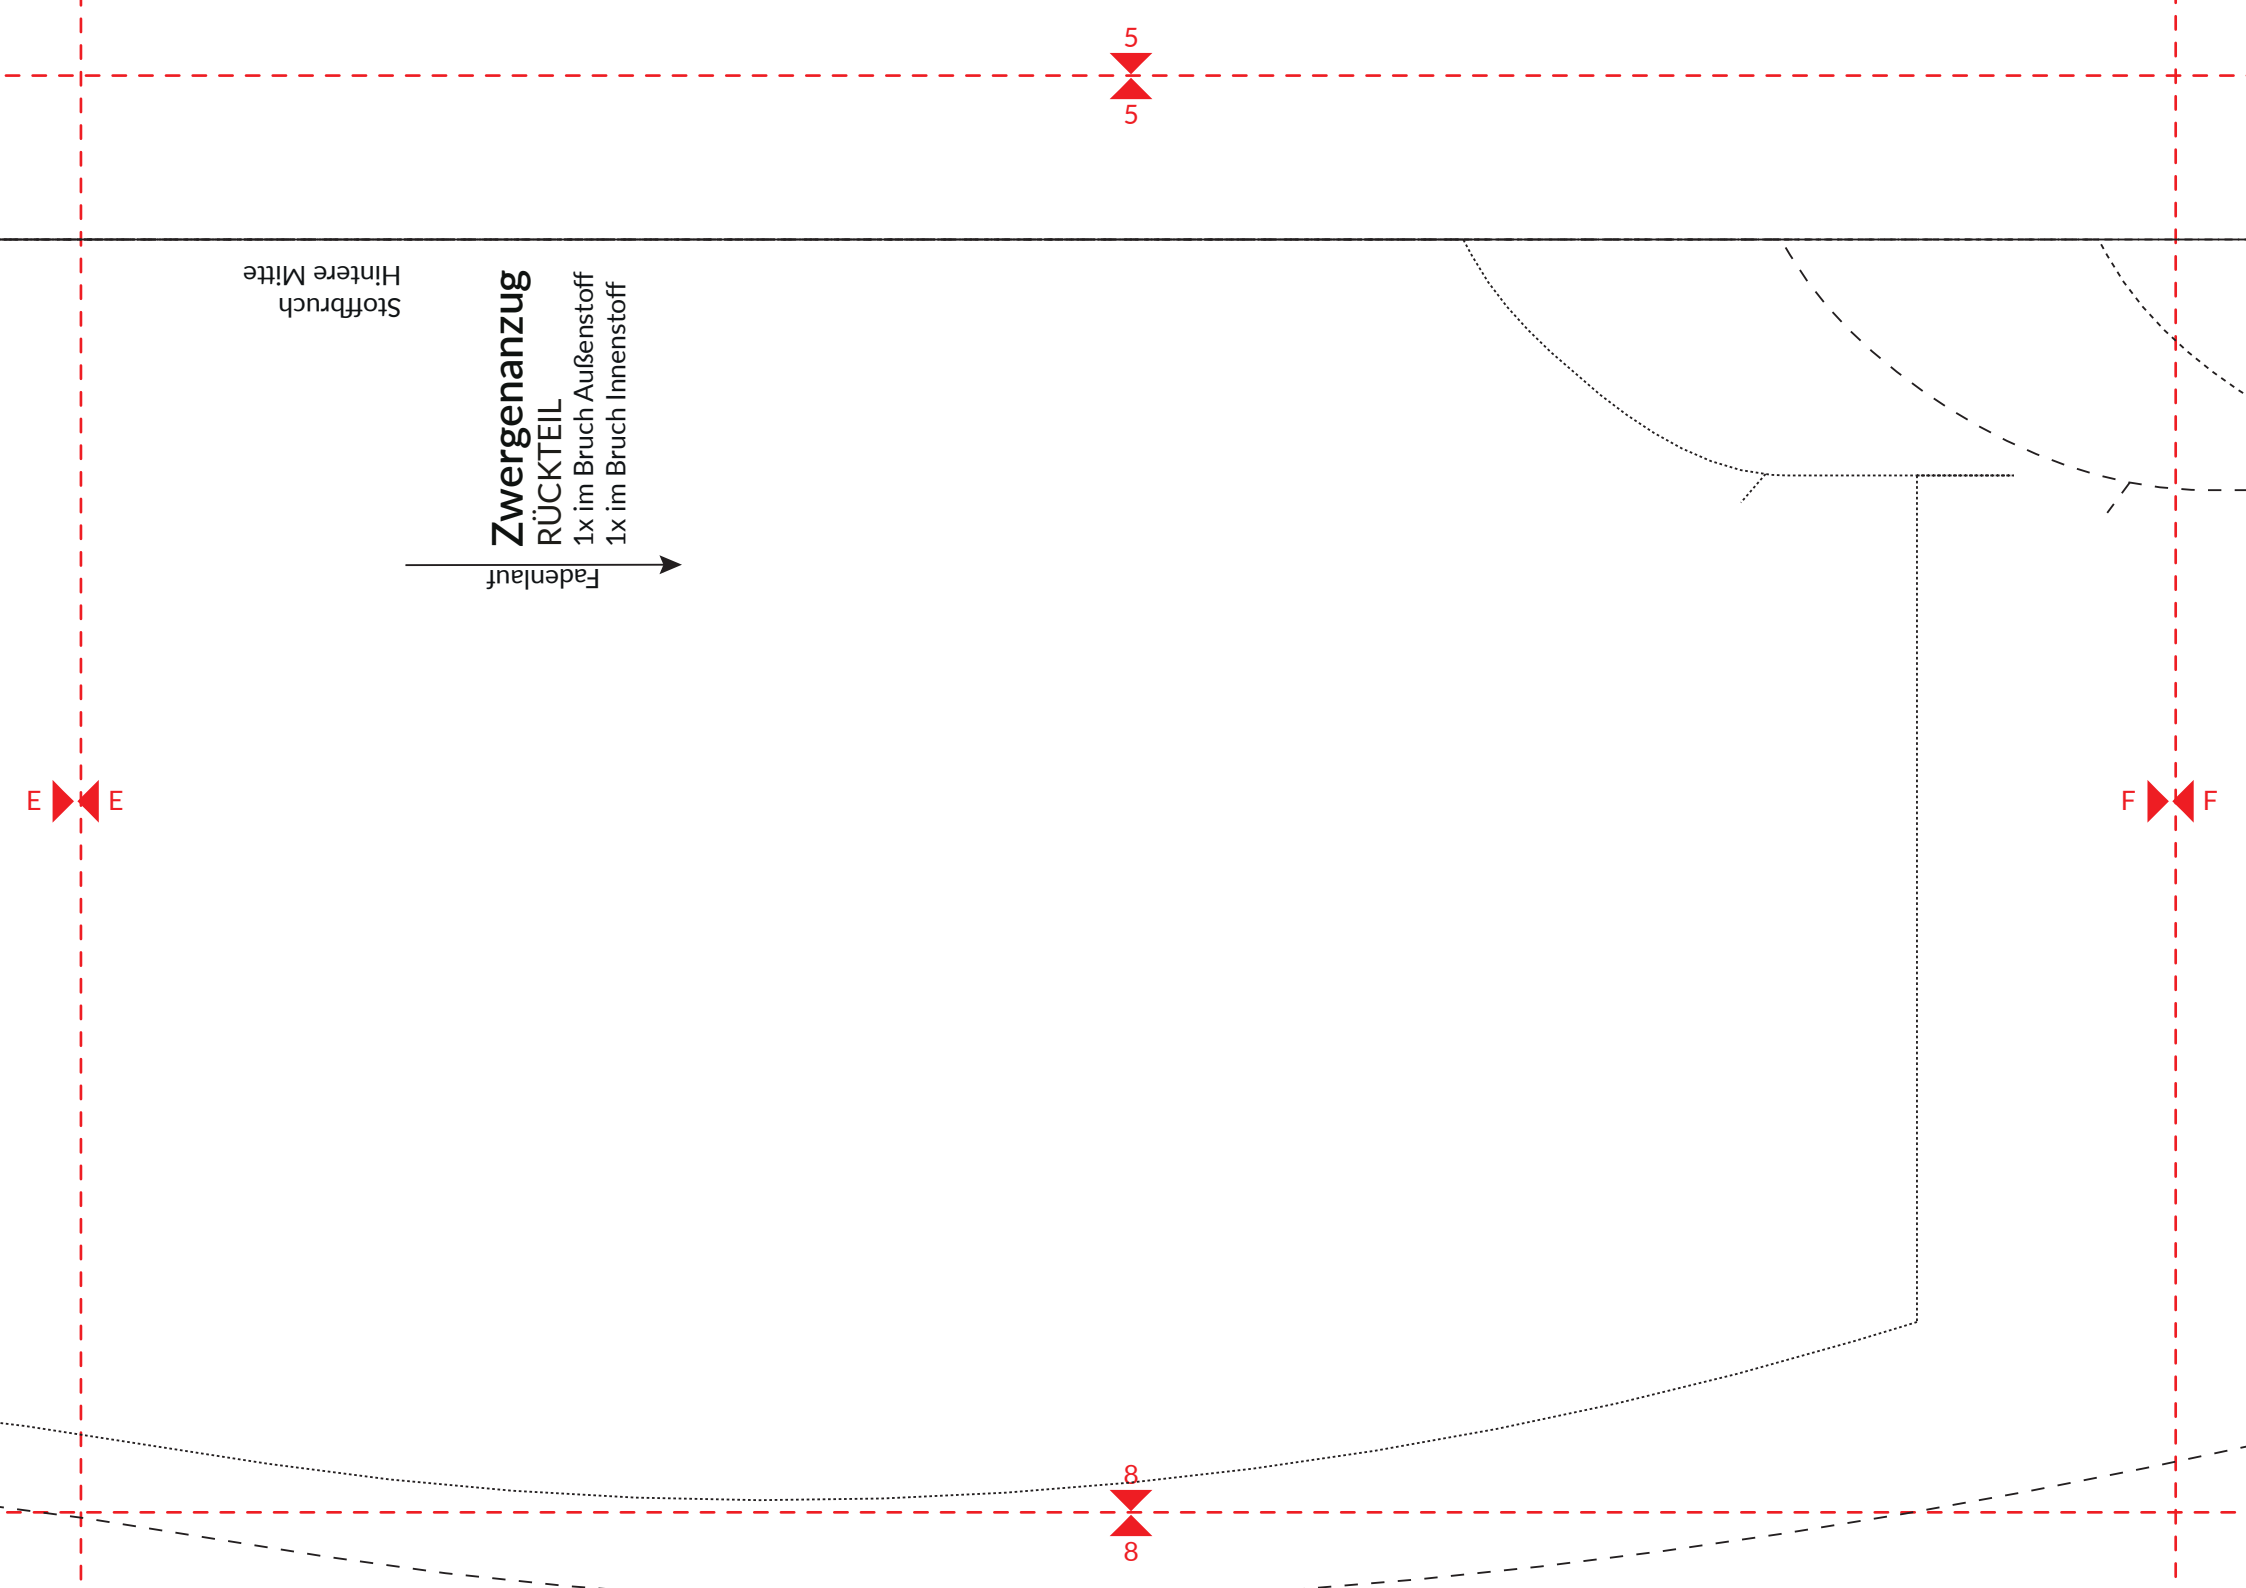 5
5
Hintere Mitte
Stoffbruch
Zwergenanzug
RÜCKTEIL
1x im Bruch Außenstoff
1x im Bruch Innenstoff
Fadenlauf
E E
F F
8
8